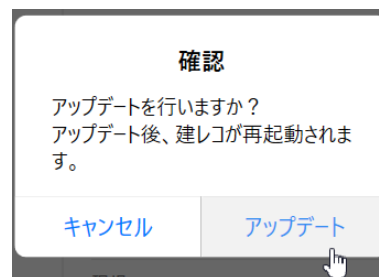 確認
アップデートを行いますか？
アップデート後、建レコが再起動されま
す。
キャンセル
アップデート